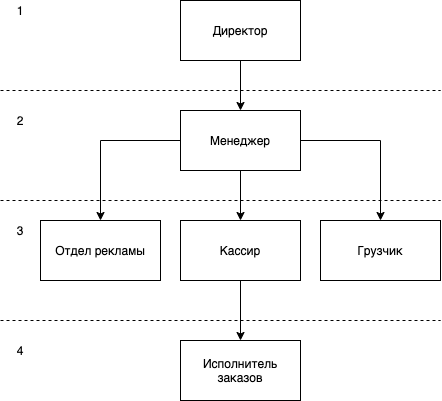 1
Директор
2
Менеджер
3
Отдел рекламы
Кассир
Грузчик
4
Исполнитель
заказов